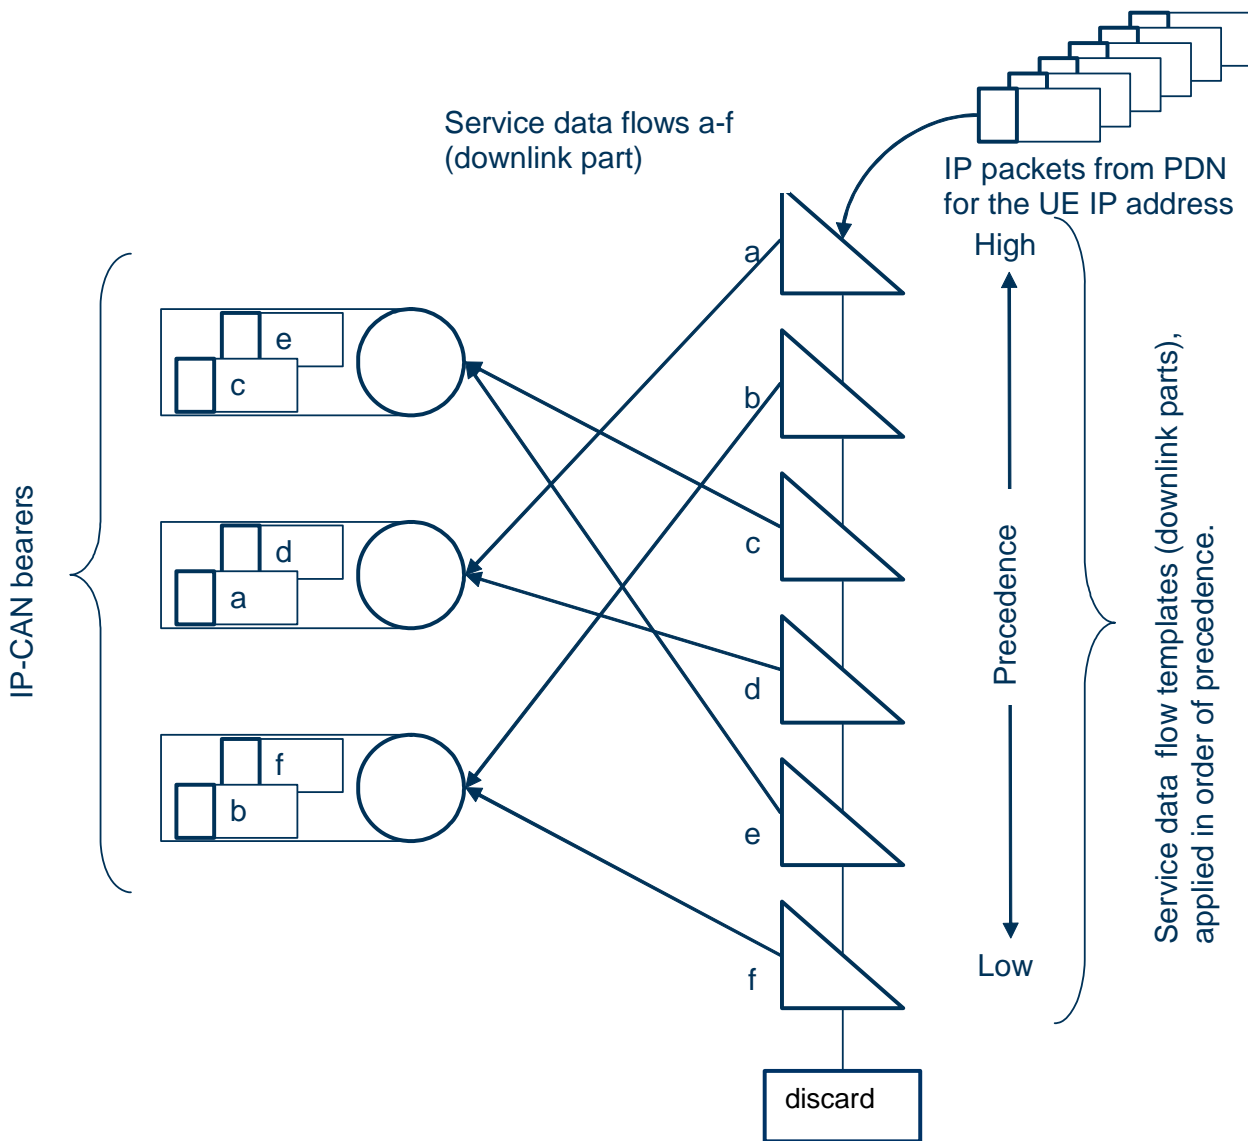 Service data flows a-f
(downlink part)
IP packets from PDN
for the UE IP address
High
a
e
c
b
Service data flow templates (downlink parts),
applied in order of precedence.
IP-CAN bearers
d
a
c
Precedence
d
f
b
e
f
Low
discard